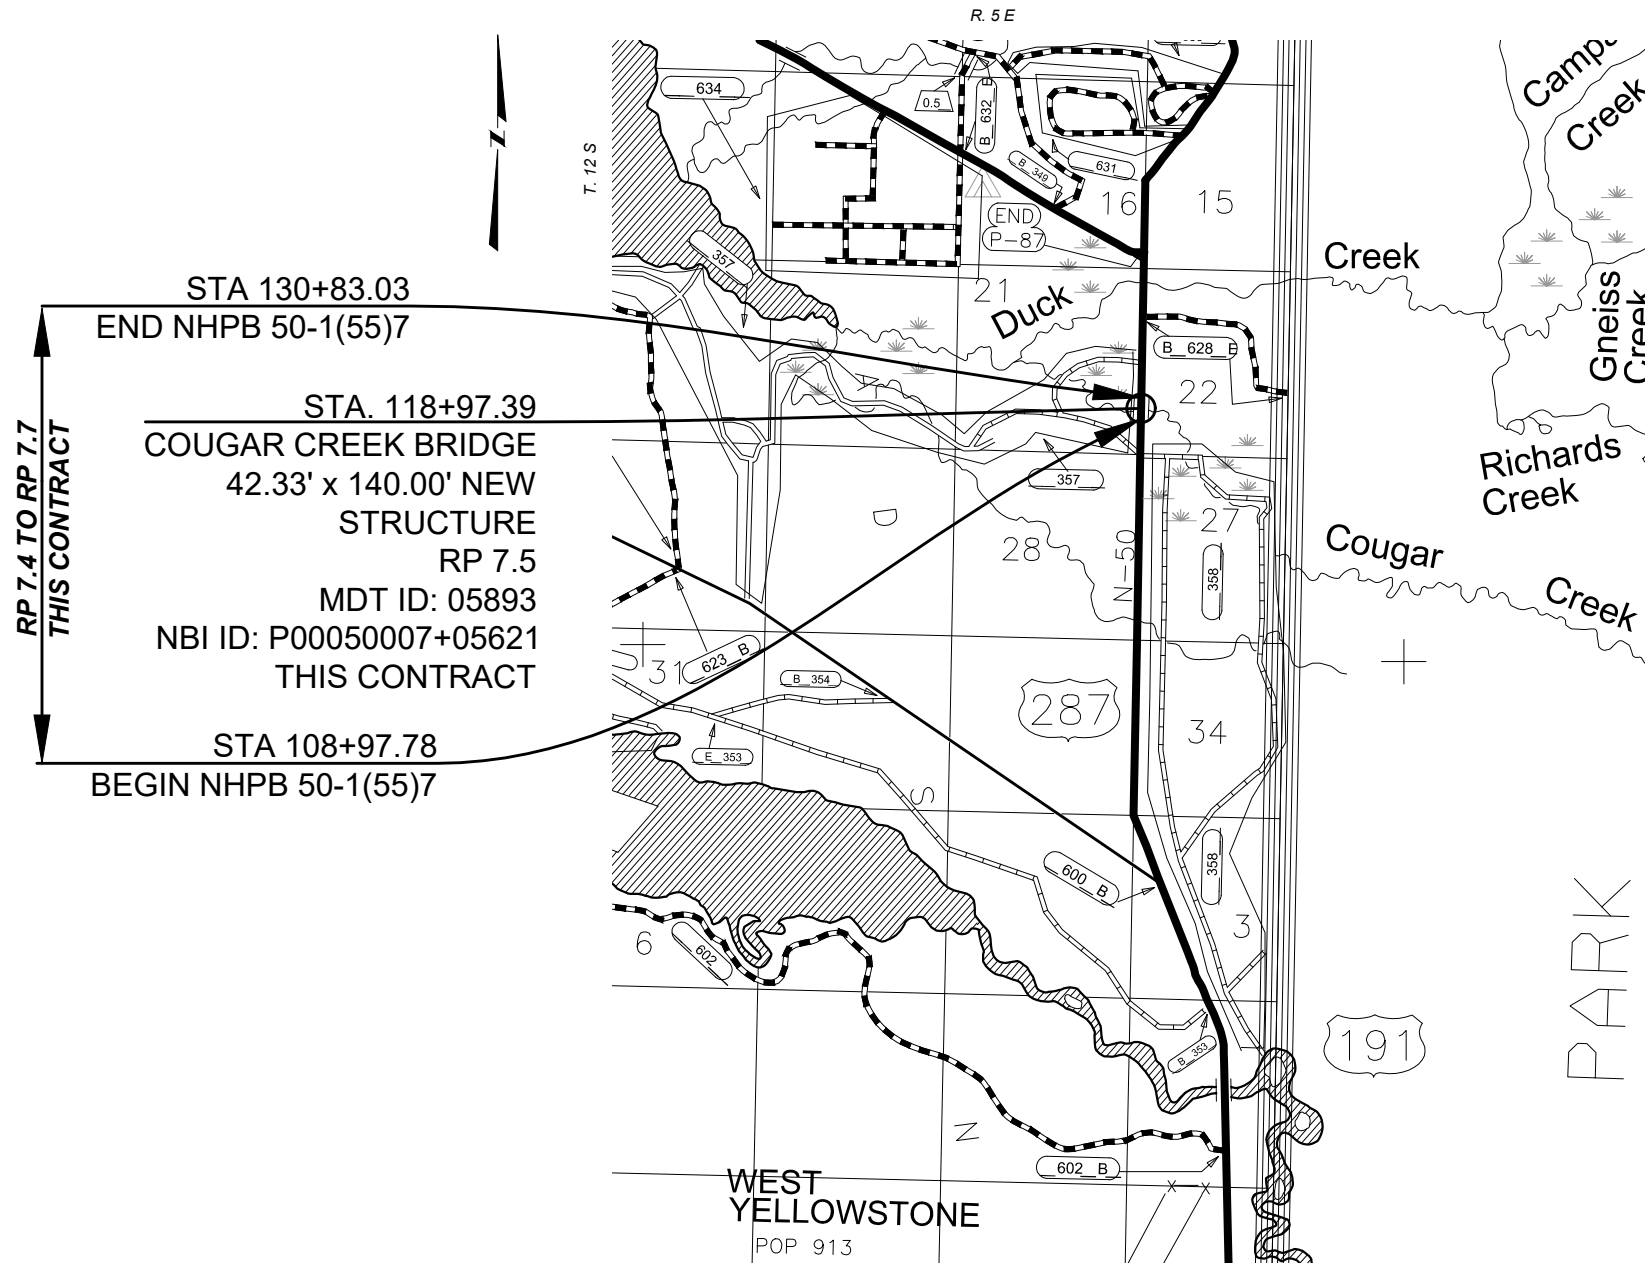 R. 5 E
T. 12 S
Z
634
0.5
B 632 E
B 349
631
16
15
END
P-87
357
21
Duck
Creek
Campa
Creek
Gneiss
Creek
STA 130+83.03
END NHPB 50-1(55)7
B 628 E
22
RP 7.4 TO RP 7.7
THIS CONTRACT
STA. 118+97.39
COUGAR CREEK BRIDGE
42.33' x 140.00' NEW
STRUCTURE
RP 7.5
MDT ID: 05893
NBI ID: P00050007+05621
THIS CONTRACT
A
357
D
28
N-50
27
358
Richards
Creek
Cougar
Creek
31
623 B
B 354
E 353
287
34
STA 108+97.78
BEGIN NHPB 50-1(55)7
S
600 B
358
3
6
602
B 353
191
PARK
N
602 B
X
X
WEST
YELLOWSTONE
POP 913